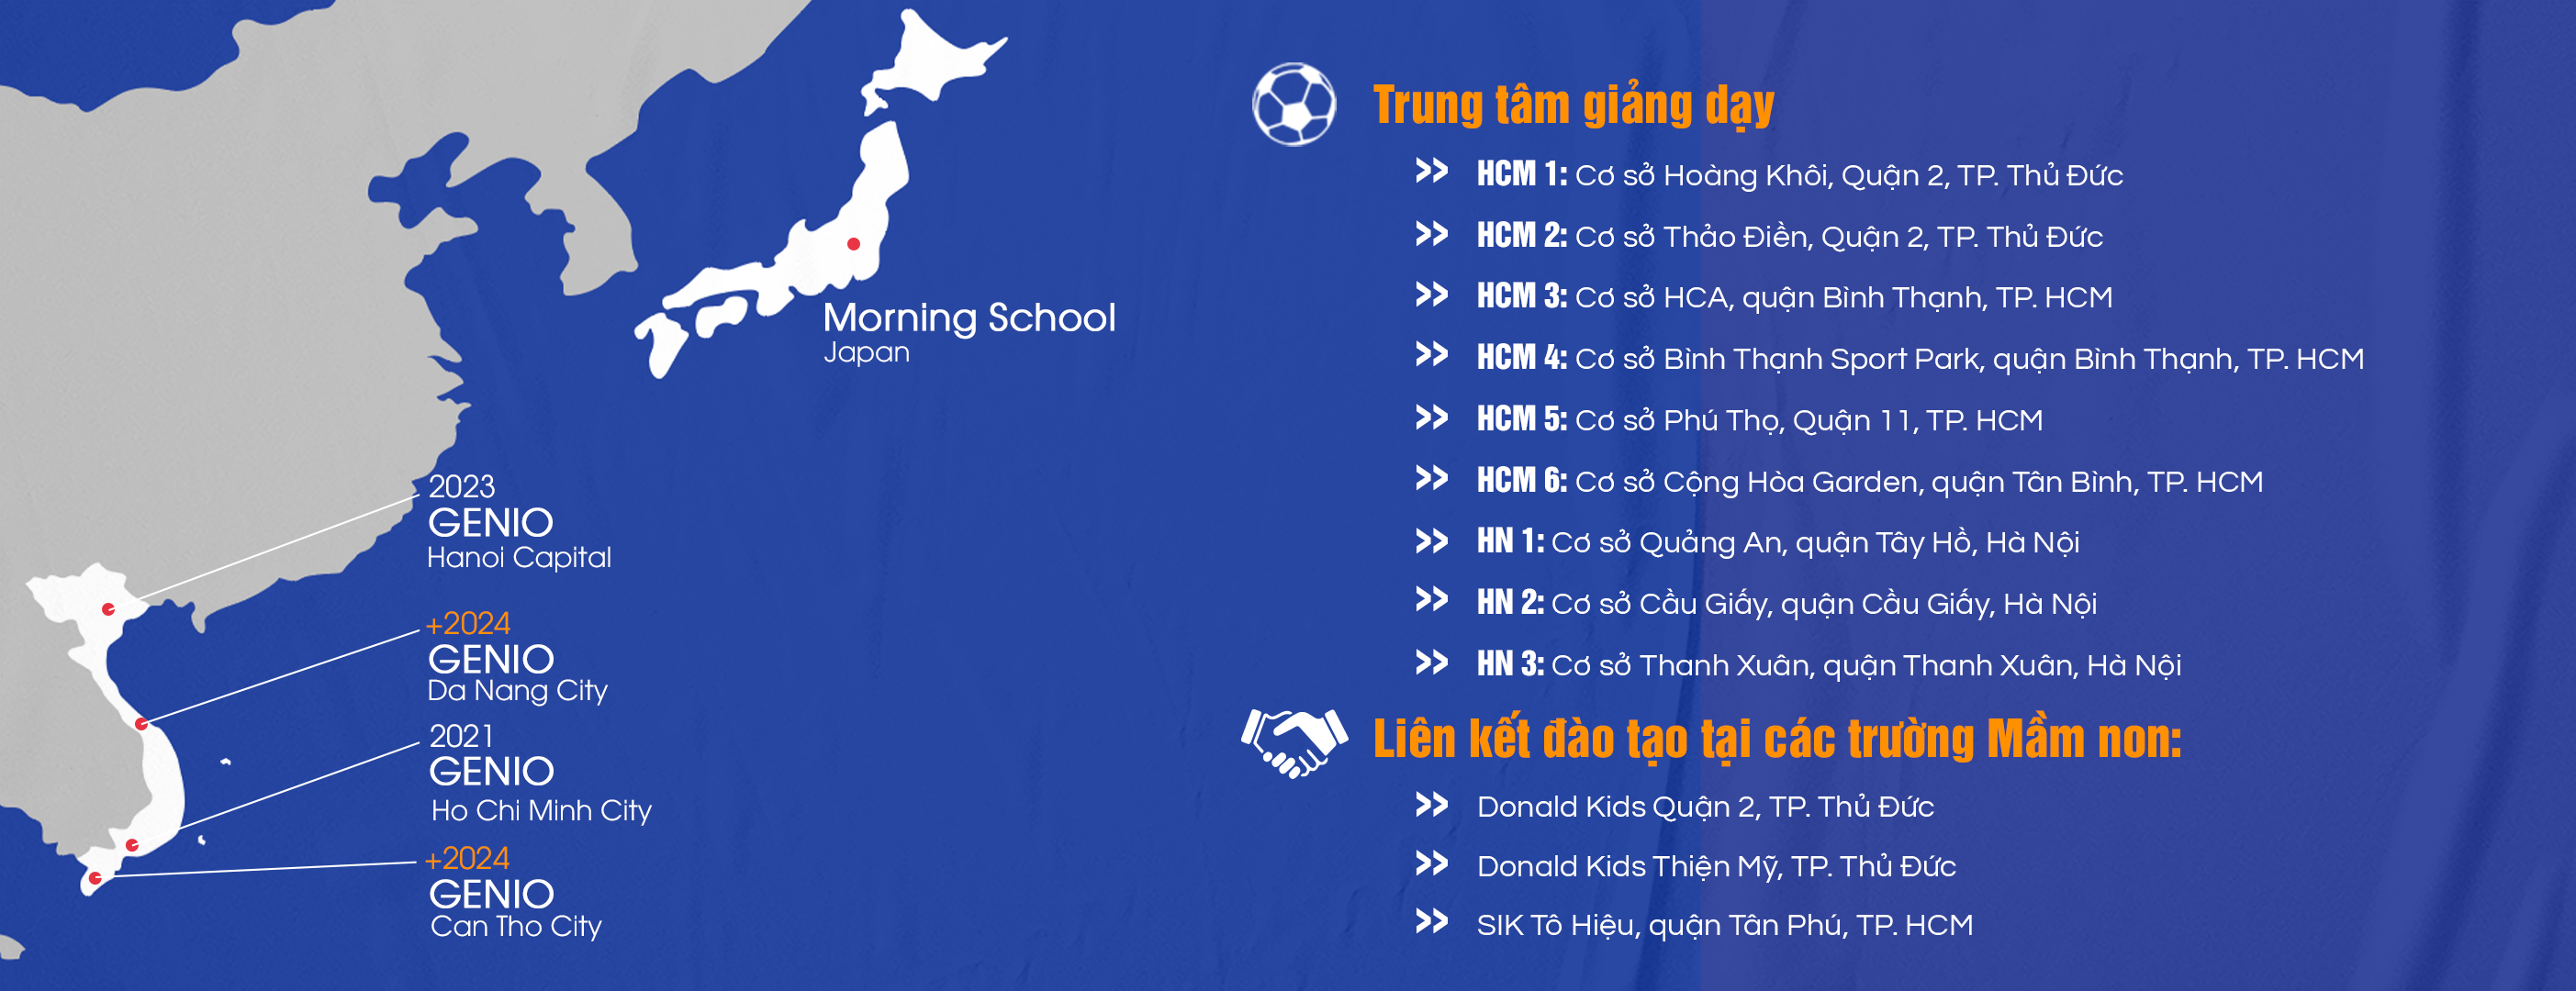 Morning School
Japan
2023
GENIO
Hanoi Capital
+2024
GENIO
Da Nang City
2021
GENIO
Ho Chi Minh City
+2024
GENIO
Can Tho City
Trung tâm giảng dạy
>> HCM 1: Cơ sở Hoàng Khôi, Quận 2, TP. Thủ Đức
>> HCM 2: Cơ sở Thảo Điền, Quận 2, TP. Thủ Đức
>> HCM 3: Cơ sở HCA, quận Bình Thạnh, TP. HCM
>> HCM 4: Cơ sở Bình Thạnh Sport Park, quận Bình Thạnh, TP. HCM
>> HCM 5: Cơ sở Phú Thọ, Quận 11, TP. HCM
>> HCM 6: Cơ sở Cộng Hòa Garden, quận Tân Bình, TP. HCM
>> HN 1: Cơ sở Quảng An, quận Tây Hồ, Hà Nội
>> HN 2: Cơ sở Cầu Giấy, quận Cầu Giấy, Hà Nội
>> HN 3: Cơ sở Thanh Xuân, quận Thanh Xuân, Hà Nội
Liên kết đào tạo tại các trường Mầm non:
>> Donald Kids Quận 2, TP. Thủ Đức
>> Donald Kids Thiện Mỹ, TP. Thủ Đức
>> SIK Tô Hiệu, quận Tân Phú, TP. HCM